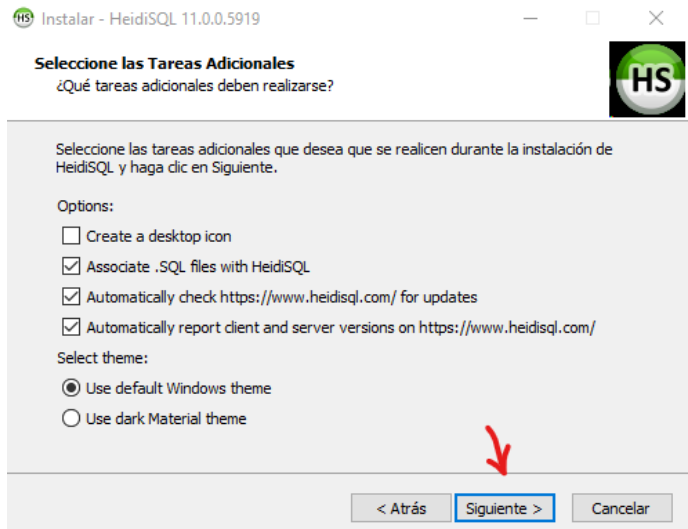 HS Instalar - HeidiSQL 11.0.0.5919
Seleccione las Tareas Adicionales
¿Qué tareas adicionales deben realizarse?
HS
Seleccione las tareas adicionales que desea que se realicen durante la instalación de
HeidiSQL y haga clic en Siguiente.
Options:
Create a desktop icon
Associate .SQL files with HeidiSQL
Automatically check https://www.heidisql.com/ for updates
Automatically report client and server versions on https://www.heidisql.com/
Select theme:
Use default Windows theme
Use dark Material theme
< Atrás Siguiente > Cancelar